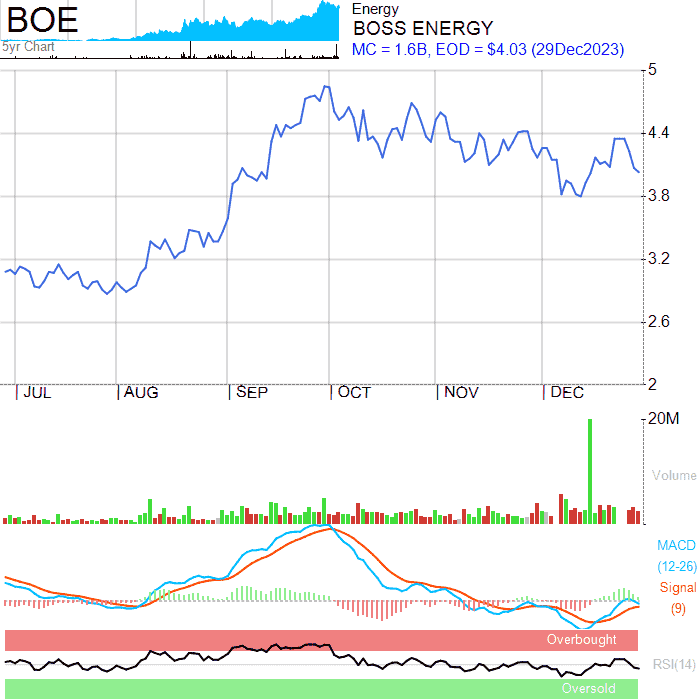 BOE
5yr Chart
Energy
BOSS ENERGY
MC = 1.6B, EOD = $4.03 (29Dec2023)
5
4.4
3.8
3.2
2.6
2
JUL AUG SEP OCT NOV DEC
20M
Volume
MACD
(12-26)
Signal
(9)
Overbought
RSI(14)
Oversold